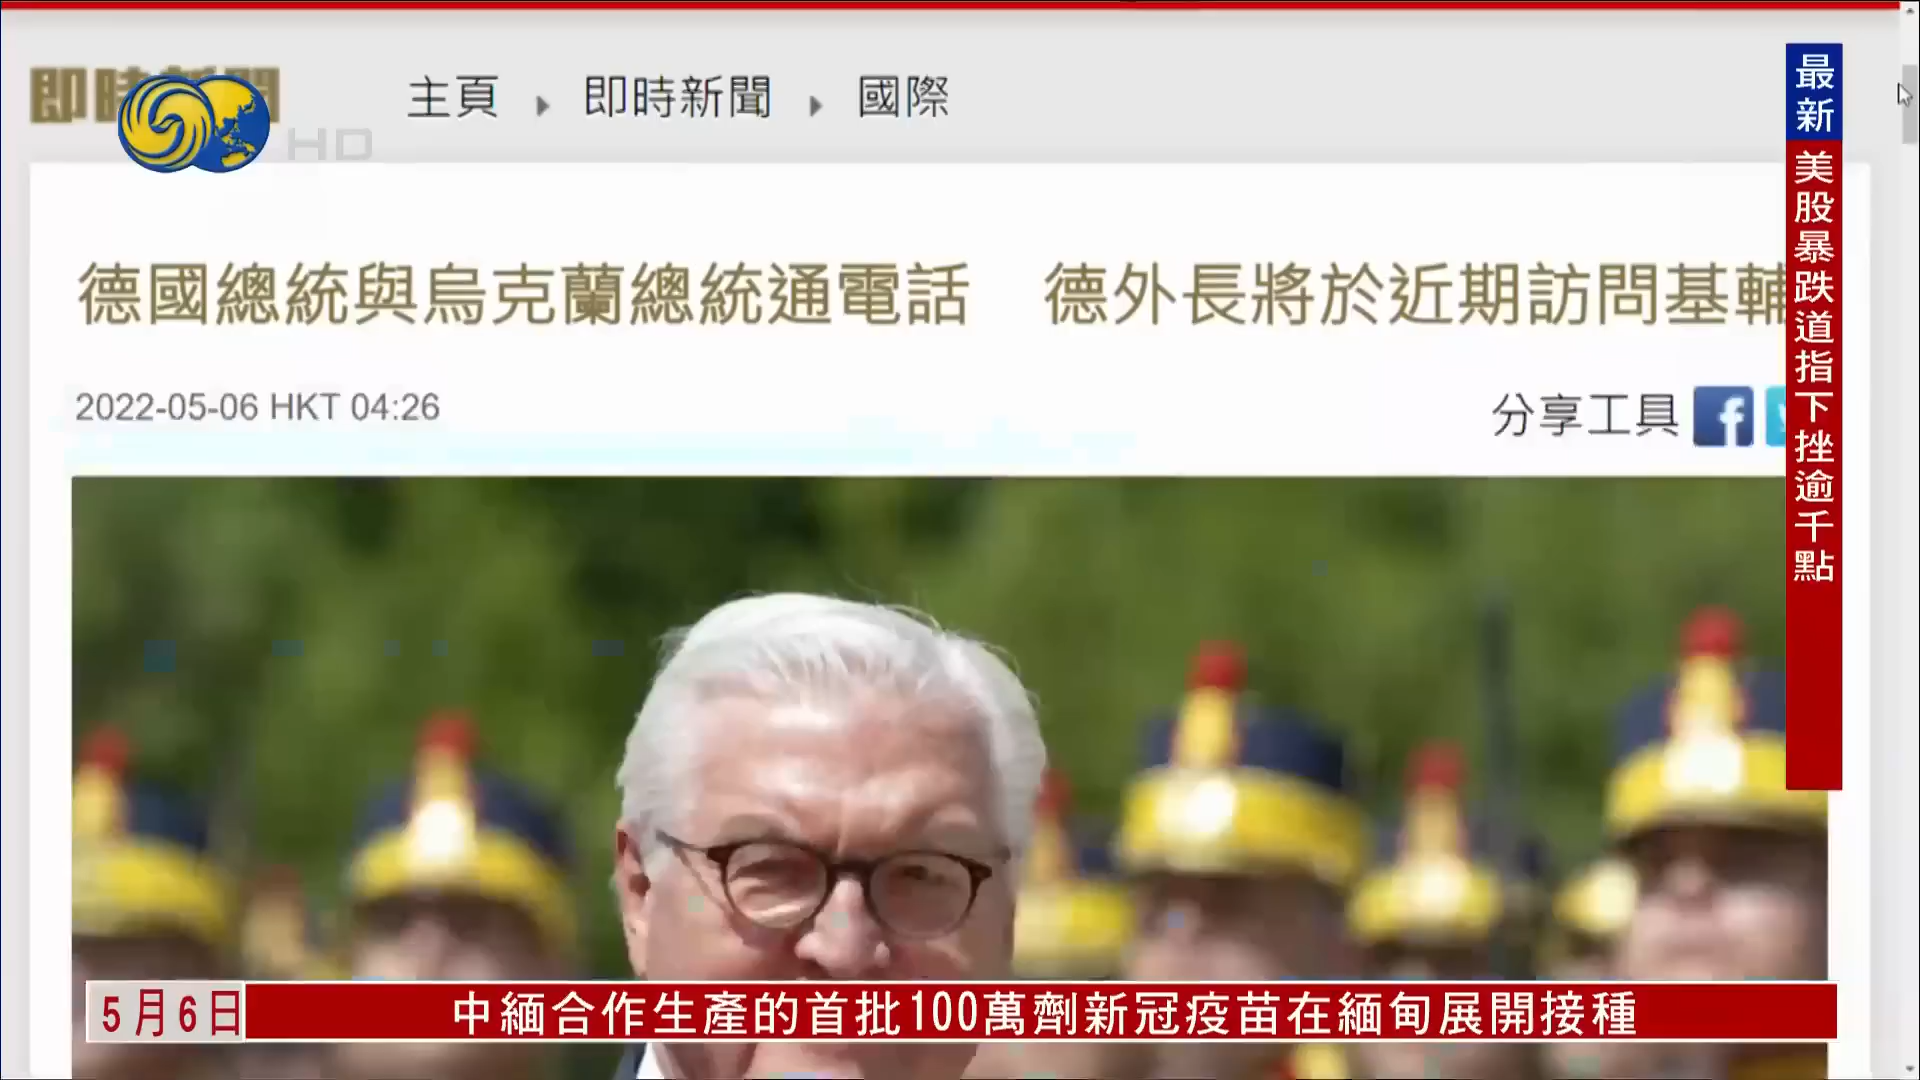 即時新聞
HD
主頁 ▸ 即時新聞 ▸ 國際
德國總統與烏克蘭總統通電話 德外長將於近期訪問基輔
2022-05-06 HKT 04:26
分享工具
最新
美股暴跌道指下挫逾千點
5月6日
中緬合作生產的首批100萬劑新冠疫苗在緬甸展開接種